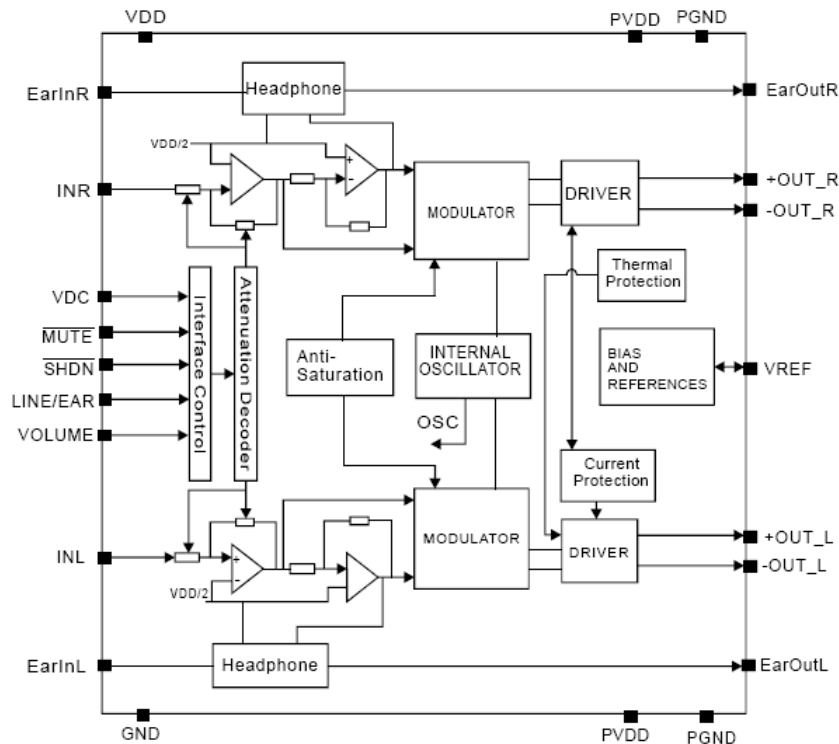 VDD
PVDD
PGND
EarInR
Headphone
EarOutR
VDD/2
+
-
INR
MODULATOR
DRIVER
+OUT_R
-OUT_R
Thermal
Protection
VDC
MUTE
SHDN
LINE/EAR
VOLUME
Interface Control
Attenuation Decoder
Anti-
Saturation
INTERNAL
OSCILLATOR
OSC
BIAS
AND
REFERENCES
VREF
Current
Protection
INL
+
-
VDD/2
MODULATOR
DRIVER
+OUT_L
-OUT_L
EarInL
Headphone
EarOutL
GND
PVDD
PGND